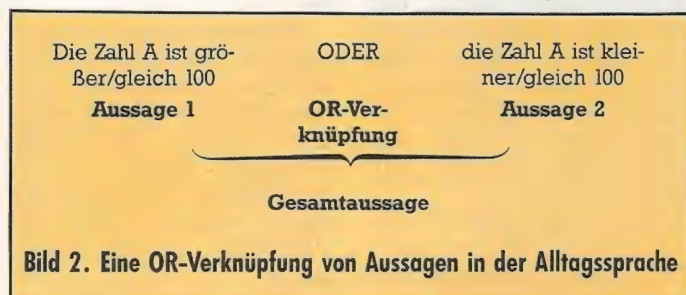 Die Zahl A ist grö- ODER die Zahl A ist klei-
ßer/gleich 100 ner/gleich 100
Aussage 1 OR-Ver- Aussage 2
knüpfung
Gesamtaussage
Bild 2. Eine OR-Verknüpfung von Aussagen in der Alltagssprache